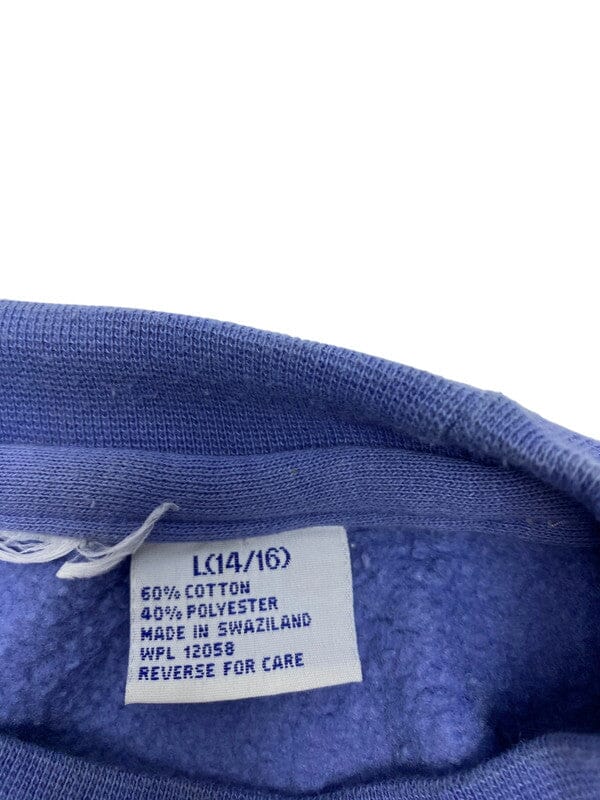 L(14/16)
60% COTTON
40% POLYESTER
MADE IN SWAZILAND
WPL 12058
REVERSE FOR CARE